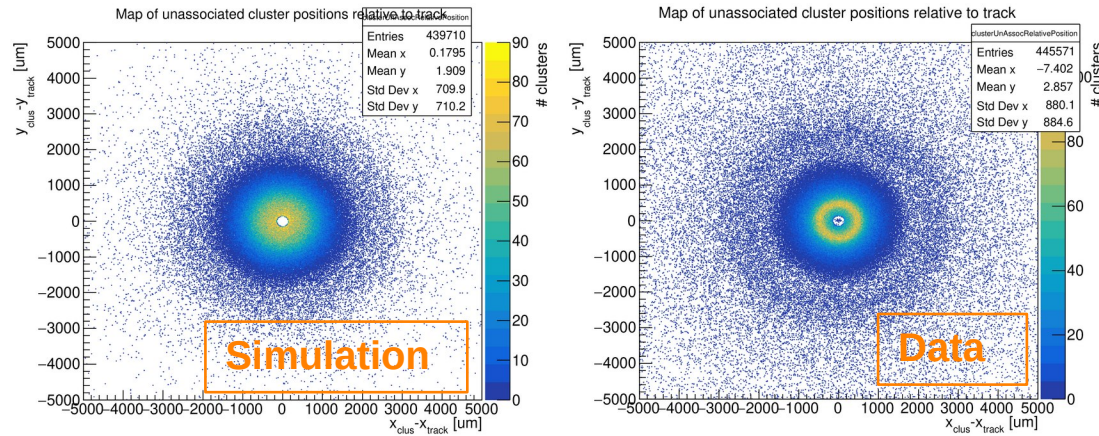 Map of unassociated cluster positions relative to track
clusterUnAssocRelativePosition
Entries 439710
Mean x 0.1795
Mean y 1.909
Std Dev x 709.9
Std Dev y 710.2
y_clus -y_track [um]
5000
4000
3000
2000
1000
0
−1000
−2000
−3000
−4000
−5000
−5000 −4000 −3000 −2000 −1000 0 1000 2000 3000 4000 5000
x_clus-x_track [um]
# clusters
90
80
70
60
50
40
30
20
10
0
Simulation
Map of unassociated cluster positions relative to track
clusterUnAssocRelativePosition
Entries 445571
Mean x −7.402
Mean y 2.857
Std Dev x 880.1
Std Dev y 884.6
y_clus -y_track [um]
5000
4000
3000
2000
1000
0
−1000
−2000
−3000
−4000
−5000
−5000 −4000 −3000 −2000 −1000 0 1000 2000 3000 4000 5000
x_clus-x_track [um]
# clusters
80
60
40
20
0
Data